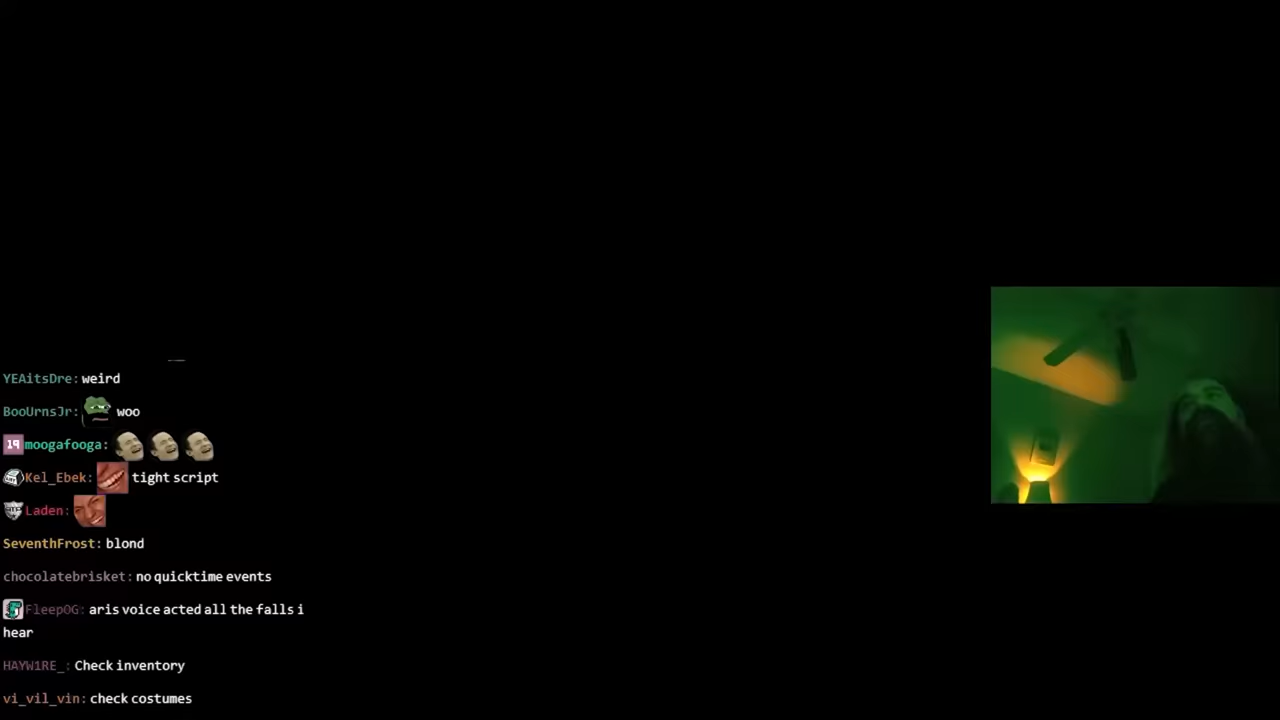 YEAitsDre: weird
BooUrnsJr: woo
19 moogafooga:
Kel_Ebek: tight script
Laden:
SeventhFrost: blond
chocolatebrisket: no quicktime events
FleepOG: aris voice acted all the falls i
hear
HAYW1RE_: Check inventory
vi_vil_vin: check costumes